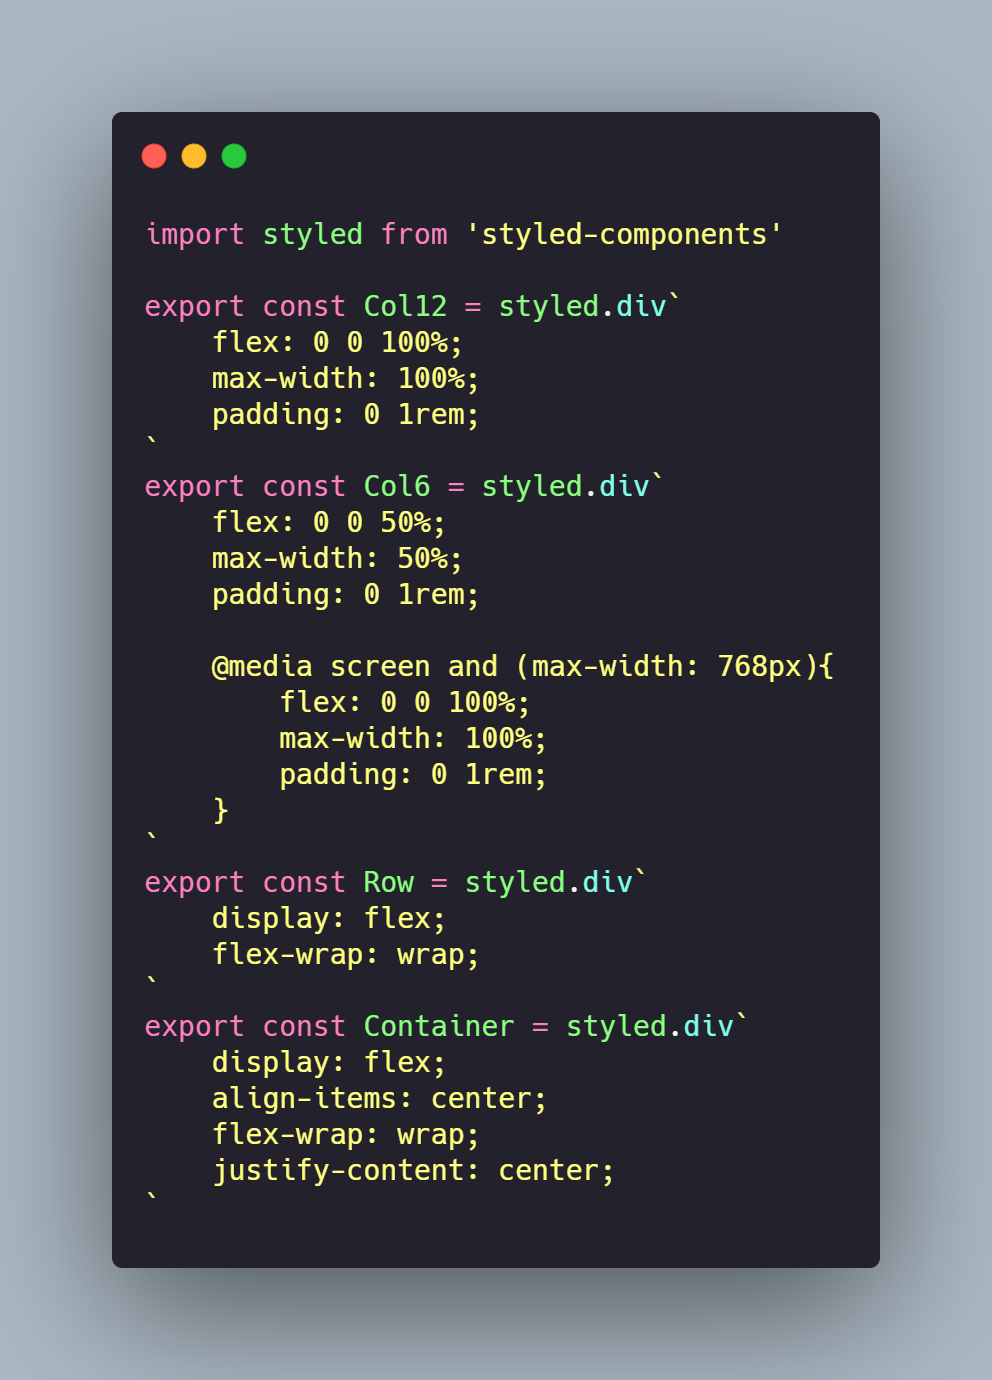 import styled from 'styled-components'

export const Col12 = styled.div`
    flex: 0 0 100%;
    max-width: 100%;
    padding: 0 1rem;
`
export const Col6 = styled.div`
    flex: 0 0 50%;
    max-width: 50%;
    padding: 0 1rem;

    @media screen and (max-width: 768px){
        flex: 0 0 100%;
        max-width: 100%;
        padding: 0 1rem;
    }
`
export const Row = styled.div`
    display: flex;
    flex-wrap: wrap;
`
export const Container = styled.div`
    display: flex;
    align-items: center;
    flex-wrap: wrap;
    justify-content: center;
`